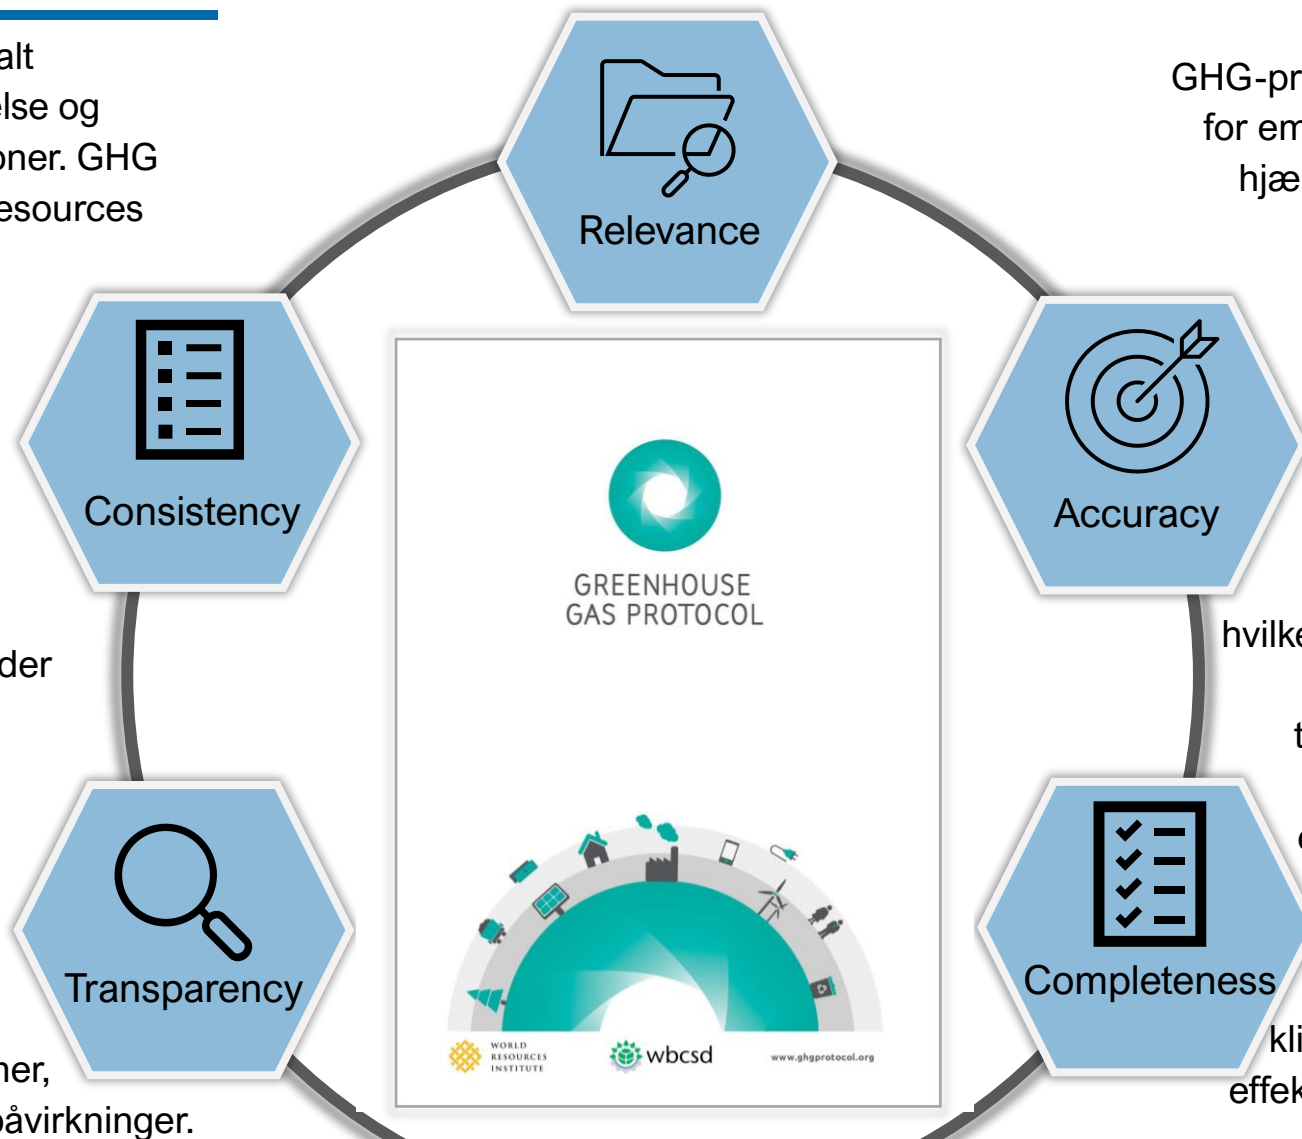 alt
else og
oner. GHG
esources
GHG-pr
for em
hjæ
Relevance
Consistency
Accuracy
GREENHOUSE
GAS PROTOCOL
der
hvilke
t
Transparency
Completeness
WORLD
RESOURCES
INSTITUTE
wbcsd
www.ghgprotocol.org
ner,
påvirkninger.
kli
effek